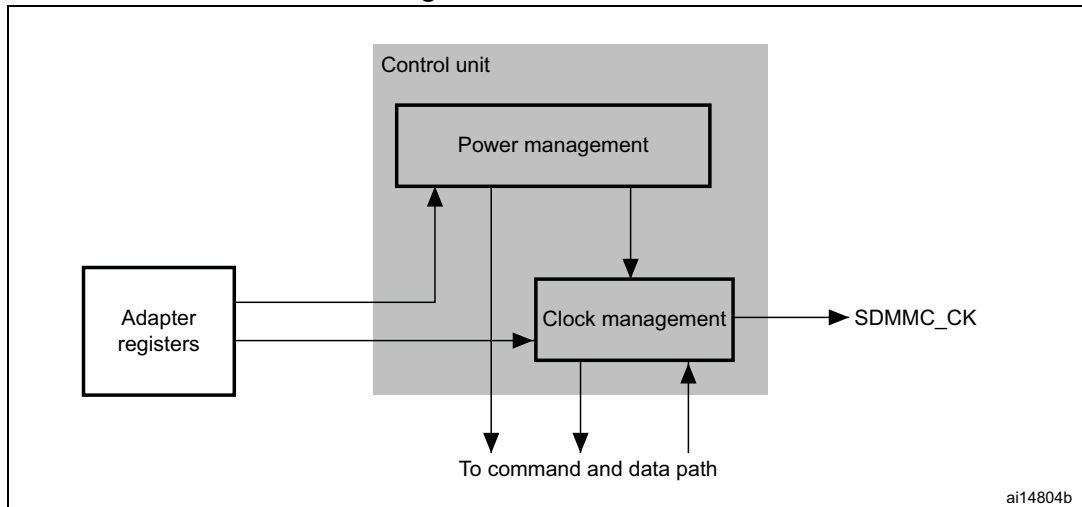 Control unit
Power management
Adapter
registers
Clock management
SDMMC_CK
To command and data path
ai14804b